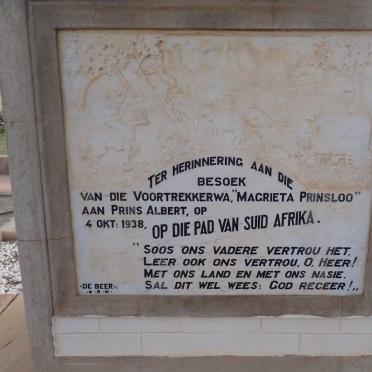 TER HERINNERING AAN DIE
BESOEK
VAN DIE VOORTREKKERWA, "MAGRIETA PRINSLOO"
AAN PRINS ALBERT, OP
4 OKT: 1938, OP DIE PAD VAN SUID AFRIKA.
"SOOS ONS VADERE VERTROU HET,
LEER OOK ONS VERTROU, O, HEER!
MET ONS LAND EN MET ONS NASIE,
SAL DIT WEL WEES: GOD REGEER!"
-DE BEER-